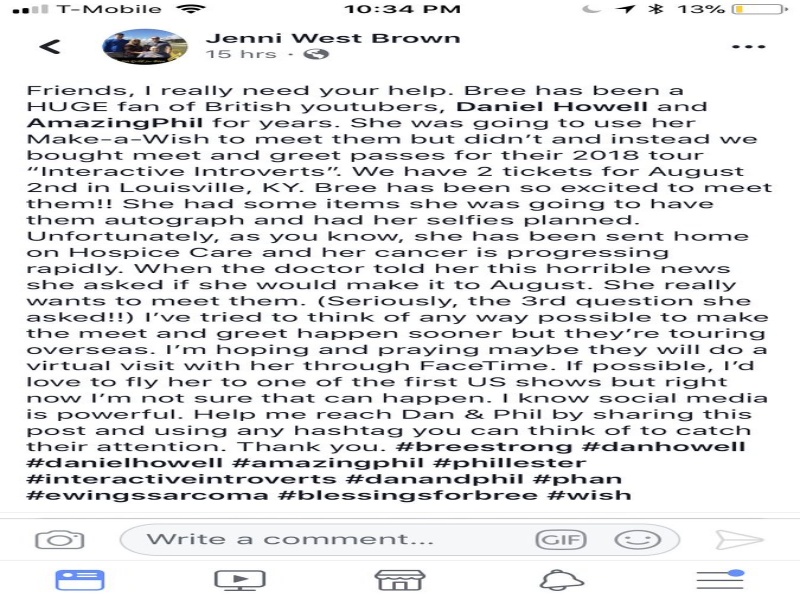 T-Mobile 10:34 PM 13%
Jenni West Brown
15 hrs ·
Friends, I really need your help. Bree has been a
HUGE fan of British youtubers, Daniel Howell and
AmazingPhil for years. She was going to use her
Make-a-Wish to meet them but didn't and instead we
bought meet and greet passes for their 2018 tour
"Interactive Introverts". We have 2 tickets for August
2nd in Louisville, KY. Bree has been so excited to meet
them!! She had some items she was going to have
them autograph and had her selfies planned.
Unfortunately, as you know, she has been sent home
on Hospice Care and her cancer is progressing
rapidly. When the doctor told her this horrible news
she asked if she would make it to August. She really
wants to meet them. (Seriously, the 3rd question she
asked!!) I've tried to think of any way possible to make
the meet and greet happen sooner but they're touring
overseas. I'm hoping and praying maybe they will do a
virtual visit with her through FaceTime. If possible, I'd
love to fly her to one of the first US shows but right
now I'm not sure that can happen. I know social media
is powerful. Help me reach Dan & Phil by sharing this
post and using any hashtag you can think of to catch
their attention. Thank you. #breestrong #danhowell
#danielhowell #amazingphil #phillester
#interactiveintroverts #danandphil #phan
#ewingssarcoma #blessingsforbree #wish
Write a comment... GIF